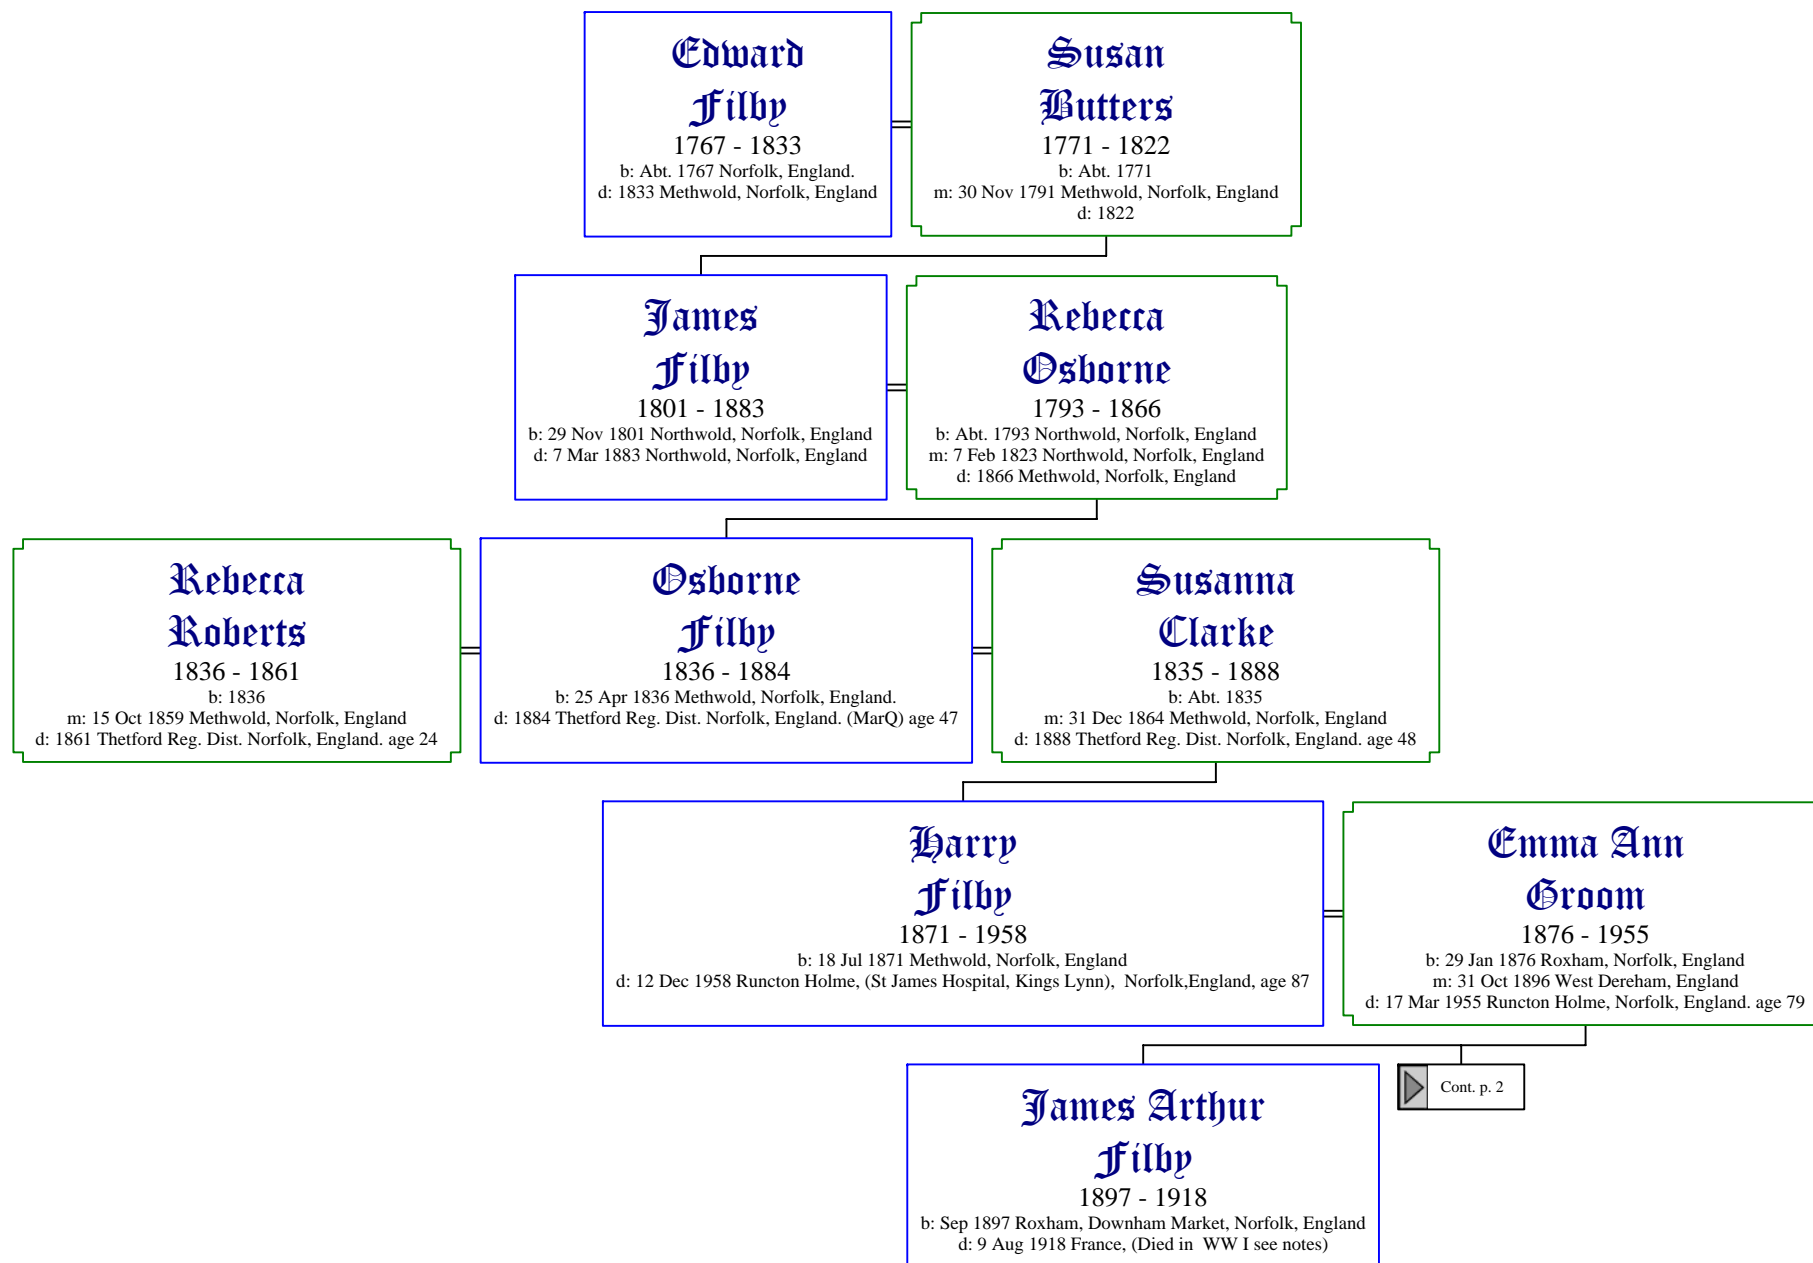 Edward
Filby
1767 - 1833
b: Abt. 1767 Norfolk, England.
d: 1833 Methwold, Norfolk, England
Susan
Butters
1771 - 1822
b: Abt. 1771
m: 30 Nov 1791 Methwold, Norfolk, England
d: 1822
James
Filby
1801 - 1883
b: 29 Nov 1801 Northwold, Norfolk, England
d: 7 Mar 1883 Northwold, Norfolk, England
Rebecca
Osborne
1793 - 1866
b: Abt. 1793 Northwold, Norfolk, England
m: 7 Feb 1823 Northwold, Norfolk, England
d: 1866 Methwold, Norfolk, England
Rebecca
Roberts
1836 - 1861
b: 1836
m: 15 Oct 1859 Methwold, Norfolk, England
d: 1861 Thetford Reg. Dist. Norfolk, England. age 24
Osborne
Filby
1836 - 1884
b: 25 Apr 1836 Methwold, Norfolk, England.
d: 1884 Thetford Reg. Dist. Norfolk, England. (MarQ) age 47
Susanna
Clarke
1835 - 1888
b: Abt. 1835
m: 31 Dec 1864 Methwold, Norfolk, England
d: 1888 Thetford Reg. Dist. Norfolk, England. age 48
Harry
Filby
1871 - 1958
b: 18 Jul 1871 Methwold, Norfolk, England
d: 12 Dec 1958 Runcton Holme, (St James Hospital, Kings Lynn),  Norfolk,England, age 87
Emma Ann
Groom
1876 - 1955
b: 29 Jan 1876 Roxham, Norfolk, England
m: 31 Oct 1896 West Dereham, England
d: 17 Mar 1955 Runcton Holme, Norfolk, England. age 79
James Arthur
Filby
1897 - 1918
b: Sep 1897 Roxham, Downham Market, Norfolk, England
d: 9 Aug 1918 France, (Died in  WW I see notes)
Cont. p. 2